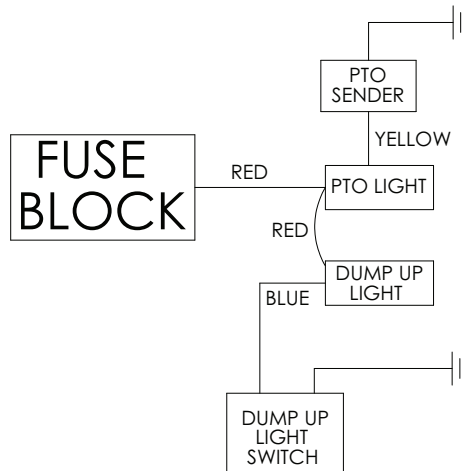 PTO
SENDER
YELLOW
FUSE
BLOCK
RED
PTO LIGHT
RED
DUMP UP
LIGHT
BLUE
DUMP UP
LIGHT
SWITCH